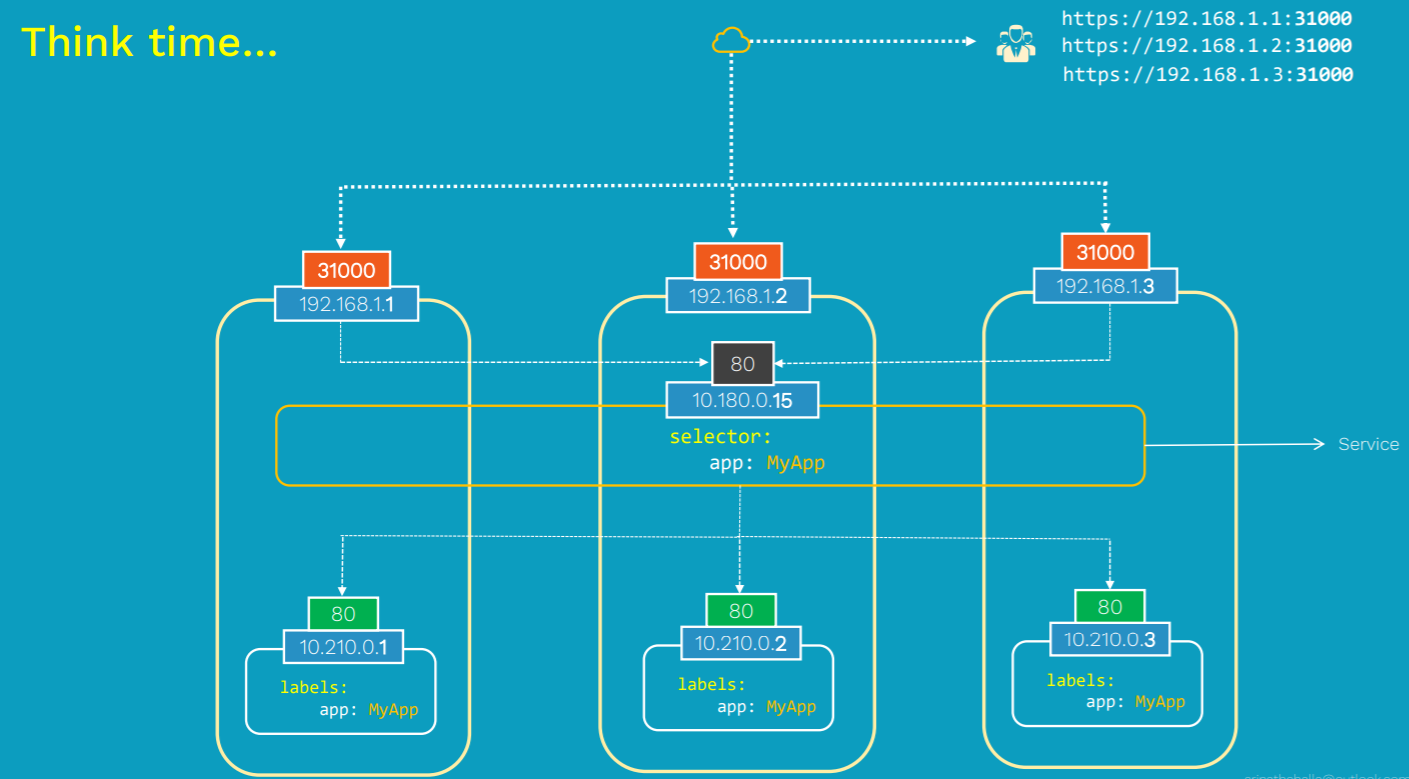 Think time...
https://192.168.1.1:31000
https://192.168.1.2:31000
https://192.168.1.3:31000
31000
192.168.1.1
31000
192.168.1.2
31000
192.168.1.3
80
10.180.0.15
selector:
app: MyApp
Service
80
10.210.0.1
labels:
app: MyApp
80
10.210.0.2
labels:
app: MyApp
80
10.210.0.3
labels:
app: MyApp